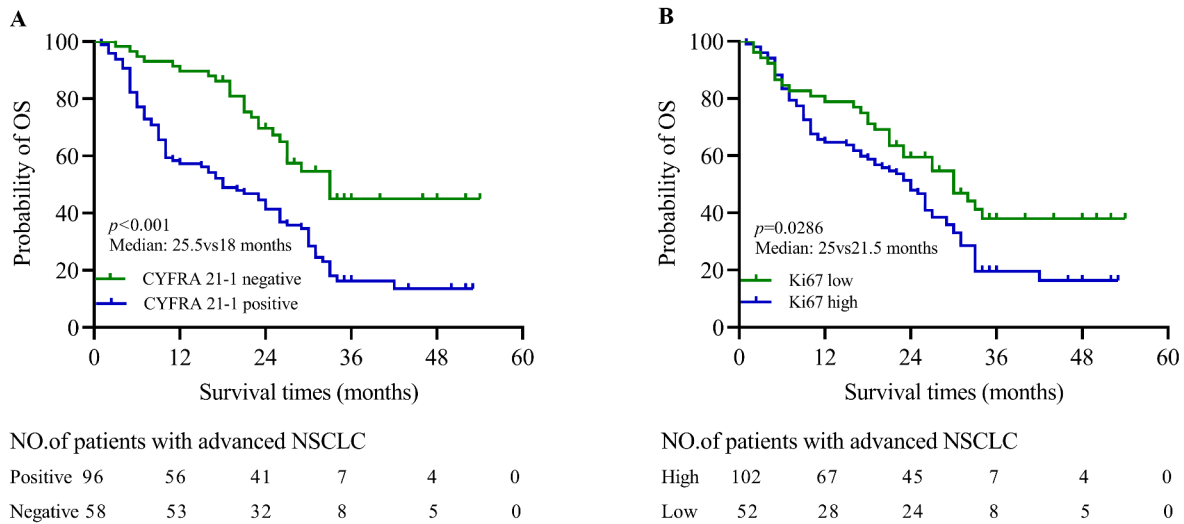 A
Probability of OS
100
80
60
40
20
0
p<0.001
Median: 25.5vs18 months
CYFRA 21-1 negative
CYFRA 21-1 positive
0 12 24 36 48 60
Survival times (months)
NO.of patients with advanced NSCLC
Positive 96 56 41 7 4 0
Negative 58 53 32 8 5 0
B
Probability of OS
100
80
60
40
20
0
p=0.0286
Median: 25vs21.5 months
Ki67 low
Ki67 high
0 12 24 36 48 60
Survival times (months)
NO.of patients with advanced NSCLC
High 102 67 45 7 4 0
Low 52 28 24 8 5 0